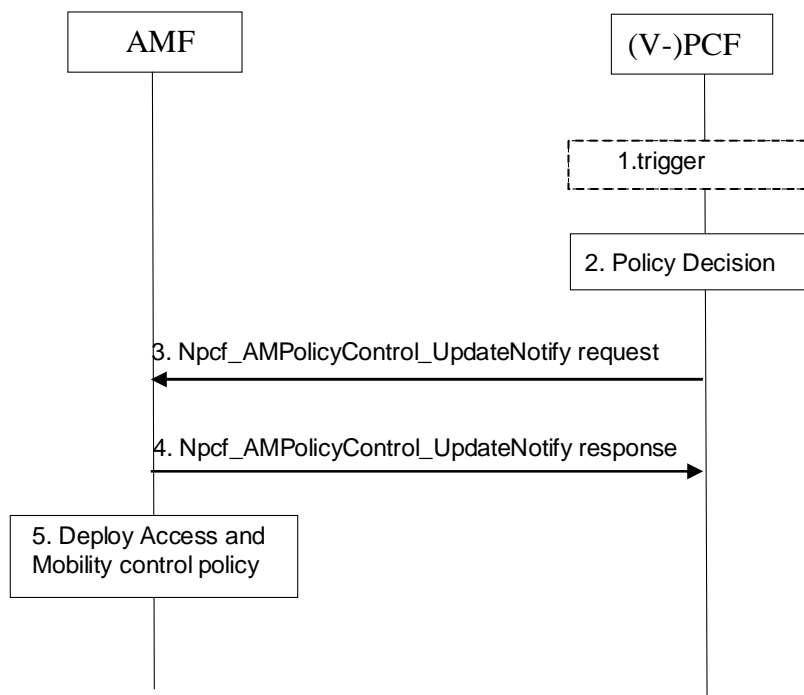 AMF
(V-)PCF
1.trigger
2. Policy Decision
3. Npcf_AMPolicyControl_UpdateNotify request
4. Npcf_AMPolicyControl_UpdateNotify response
5. Deploy Access and
Mobility control policy